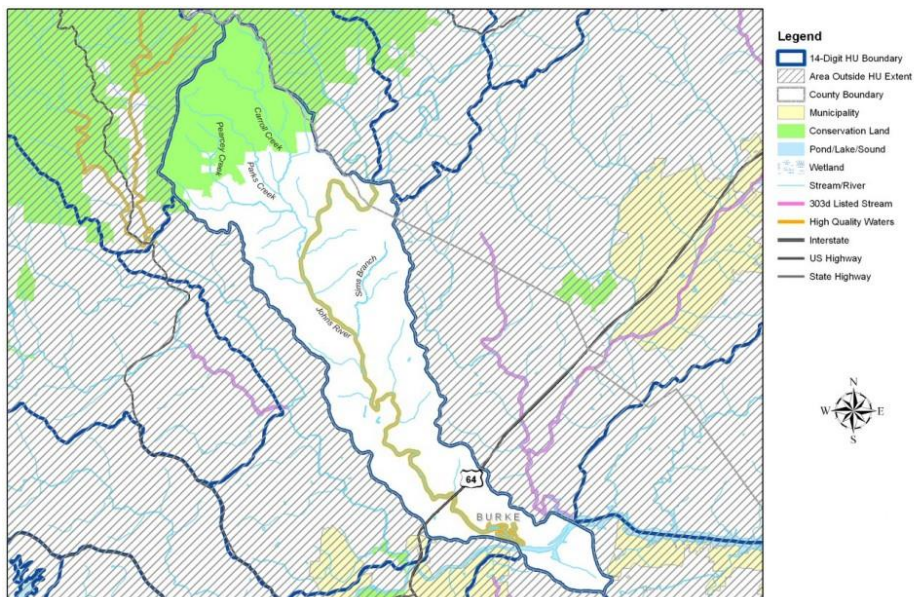 Legend
14-Digit HU Boundary
Area Outside HU Extent
County Boundary
Municipality
Conservation Land
Pond/Lake/Sound
Wetland
Stream/River
303d Listed Stream
High Quality Waters
Interstate
US Highway
State Highway
Carroll Creek
Pearcey Creek
Parks Creek
Sims Branch
Johns River
64
BURKE
N
W E
S